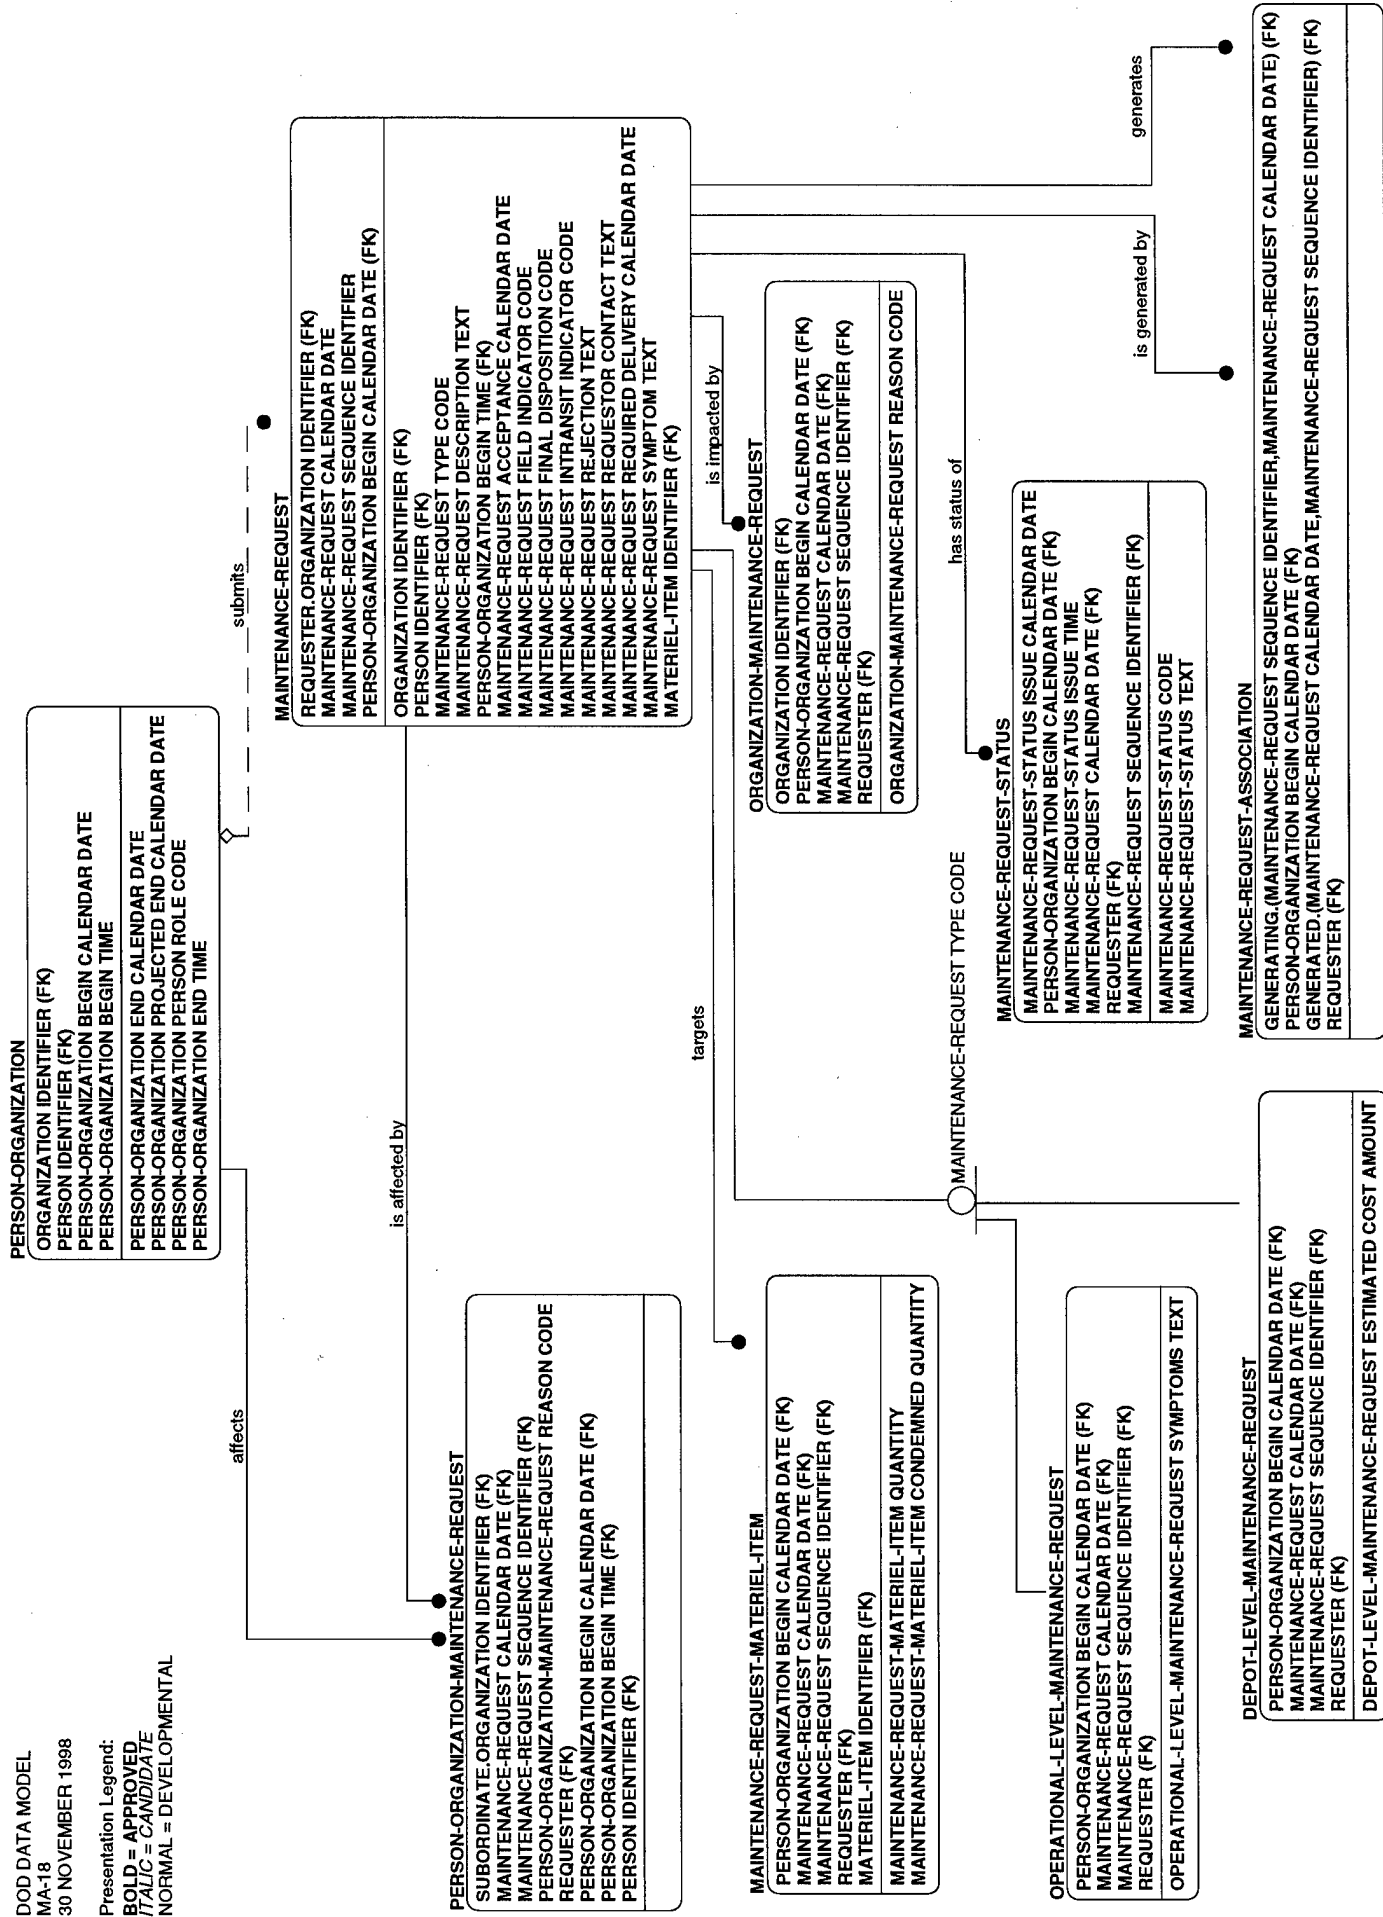 DOD DATA MODEL
MA-18
30 NOVEMBER 1998
Presentation Legend:
BOLD = APPROVED
ITALIC = CANDIDATE
NORMAL = DEVELOPMENTAL
PERSON-ORGANIZATION
ORGANIZATION IDENTIFIER (FK)
PERSON IDENTIFIER (FK)
PERSON-ORGANIZATION BEGIN CALENDAR DATE
PERSON-ORGANIZATION BEGIN TIME
PERSON-ORGANIZATION END CALENDAR DATE
PERSON-ORGANIZATION PROJECTED END CALENDAR DATE
PERSON-ORGANIZATION PERSON ROLE CODE
PERSON-ORGANIZATION END TIME
affects
submits
MAINTENANCE-REQUEST
REQUESTER.ORGANIZATION IDENTIFIER (FK)
MAINTENANCE-REQUEST CALENDAR DATE
MAINTENANCE-REQUEST SEQUENCE IDENTIFIER
PERSON-ORGANIZATION BEGIN CALENDAR DATE (FK)
ORGANIZATION IDENTIFIER (FK)
PERSON IDENTIFIER (FK)
MAINTENANCE-REQUEST TYPE CODE
MAINTENANCE-REQUEST DESCRIPTION TEXT
PERSON-ORGANIZATION BEGIN TIME (FK)
MAINTENANCE-REQUEST ACCEPTANCE CALENDAR DATE
MAINTENANCE-REQUEST FIELD INDICATOR CODE
MAINTENANCE-REQUEST FINAL DISPOSITION CODE
MAINTENANCE-REQUEST INTRANSIT INDICATOR CODE
MAINTENANCE-REQUEST REJECTION TEXT
MAINTENANCE-REQUEST REQUESTOR CONTACT TEXT
MAINTENANCE-REQUEST REQUIRED DELIVERY CALENDAR DATE
MAINTENANCE-REQUEST SYMPTOM TEXT
MATERIEL-ITEM IDENTIFIER (FK)
is affected by
PERSON-ORGANIZATION-MAINTENANCE-REQUEST
SUBORDINATE.ORGANIZATION IDENTIFIER (FK)
MAINTENANCE-REQUEST CALENDAR DATE (FK)
MAINTENANCE-REQUEST SEQUENCE IDENTIFIER (FK)
PERSON-ORGANIZATION-MAINTENANCE-REQUEST REASON CODE
REQUESTER (FK)
PERSON-ORGANIZATION BEGIN CALENDAR DATE (FK)
PERSON-ORGANIZATION BEGIN TIME (FK)
PERSON IDENTIFIER (FK)
targets
is impacted by
MAINTENANCE-REQUEST-MATERIEL-ITEM
PERSON-ORGANIZATION BEGIN CALENDAR DATE (FK)
MAINTENANCE-REQUEST CALENDAR DATE (FK)
MAINTENANCE-REQUEST SEQUENCE IDENTIFIER (FK)
REQUESTER (FK)
MATERIEL-ITEM IDENTIFIER (FK)
MAINTENANCE-REQUEST-MATERIEL-ITEM QUANTITY
MAINTENANCE-REQUEST-MATERIEL-ITEM CONDEMNED QUANTITY
ORGANIZATION-MAINTENANCE-REQUEST
ORGANIZATION IDENTIFIER (FK)
PERSON-ORGANIZATION BEGIN CALENDAR DATE (FK)
MAINTENANCE-REQUEST CALENDAR DATE (FK)
MAINTENANCE-REQUEST SEQUENCE IDENTIFIER (FK)
REQUESTER (FK)
ORGANIZATION-MAINTENANCE-REQUEST REASON CODE
MAINTENANCE-REQUEST TYPE CODE
has status of
OPERATIONAL-LEVEL-MAINTENANCE-REQUEST
PERSON-ORGANIZATION BEGIN CALENDAR DATE (FK)
MAINTENANCE-REQUEST CALENDAR DATE (FK)
MAINTENANCE-REQUEST SEQUENCE IDENTIFIER (FK)
REQUESTER (FK)
OPERATIONAL-LEVEL-MAINTENANCE-REQUEST SYMPTOMS TEXT
MAINTENANCE-REQUEST-STATUS
MAINTENANCE-REQUEST-STATUS ISSUE CALENDAR DATE
PERSON-ORGANIZATION BEGIN CALENDAR DATE (FK)
MAINTENANCE-REQUEST-STATUS ISSUE TIME
MAINTENANCE-REQUEST CALENDAR DATE (FK)
REQUESTER (FK)
MAINTENANCE-REQUEST SEQUENCE IDENTIFIER (FK)
MAINTENANCE-REQUEST-STATUS CODE
MAINTENANCE-REQUEST-STATUS TEXT
is generated by
generates
DEPOT-LEVEL-MAINTENANCE-REQUEST
PERSON-ORGANIZATION BEGIN CALENDAR DATE (FK)
MAINTENANCE-REQUEST CALENDAR DATE (FK)
MAINTENANCE-REQUEST SEQUENCE IDENTIFIER (FK)
REQUESTER (FK)
DEPOT-LEVEL-MAINTENANCE-REQUEST ESTIMATED COST AMOUNT
MAINTENANCE-REQUEST-ASSOCIATION
GENERATING.(MAINTENANCE-REQUEST SEQUENCE IDENTIFIER,MAINTENANCE-REQUEST CALENDAR DATE) (FK)
PERSON-ORGANIZATION BEGIN CALENDAR DATE (FK)
GENERATED.(MAINTENANCE-REQUEST CALENDAR DATE,MAINTENANCE-REQUEST SEQUENCE IDENTIFIER) (FK)
REQUESTER (FK)